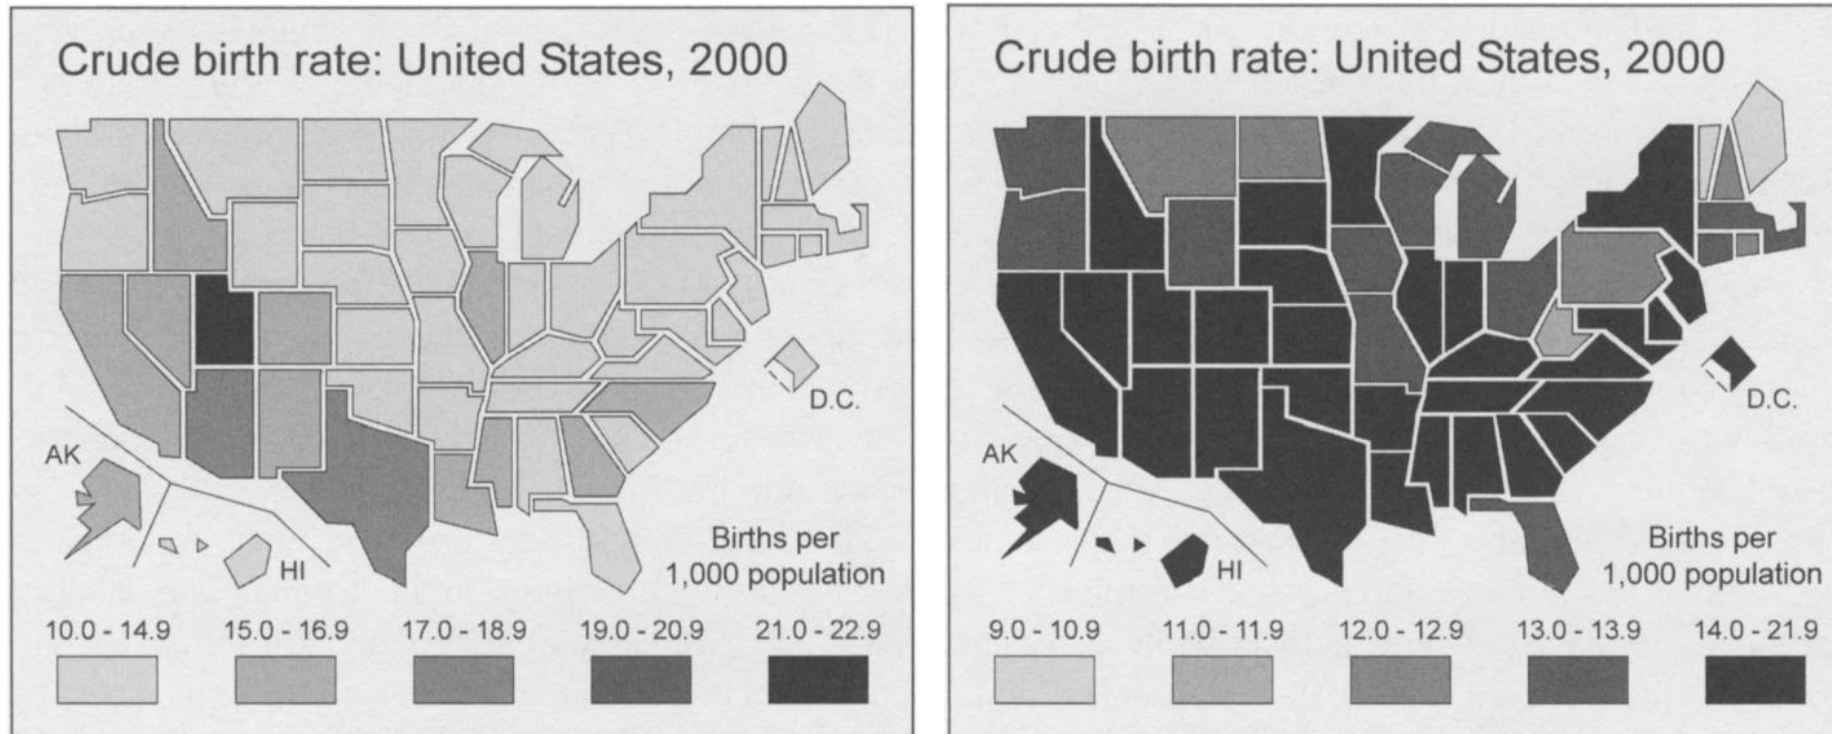 Crude birth rate: United States, 2000
D.C.
AK
HI
Births per
1,000 population
10.0 - 14.9 15.0 - 16.9 17.0 - 18.9 19.0 - 20.9 21.0 - 22.9
Crude birth rate: United States, 2000
D.C.
AK
HI
Births per
1,000 population
9.0 - 10.9 11.0 - 11.9 12.0 - 12.9 13.0 - 13.9 14.0 - 21.9